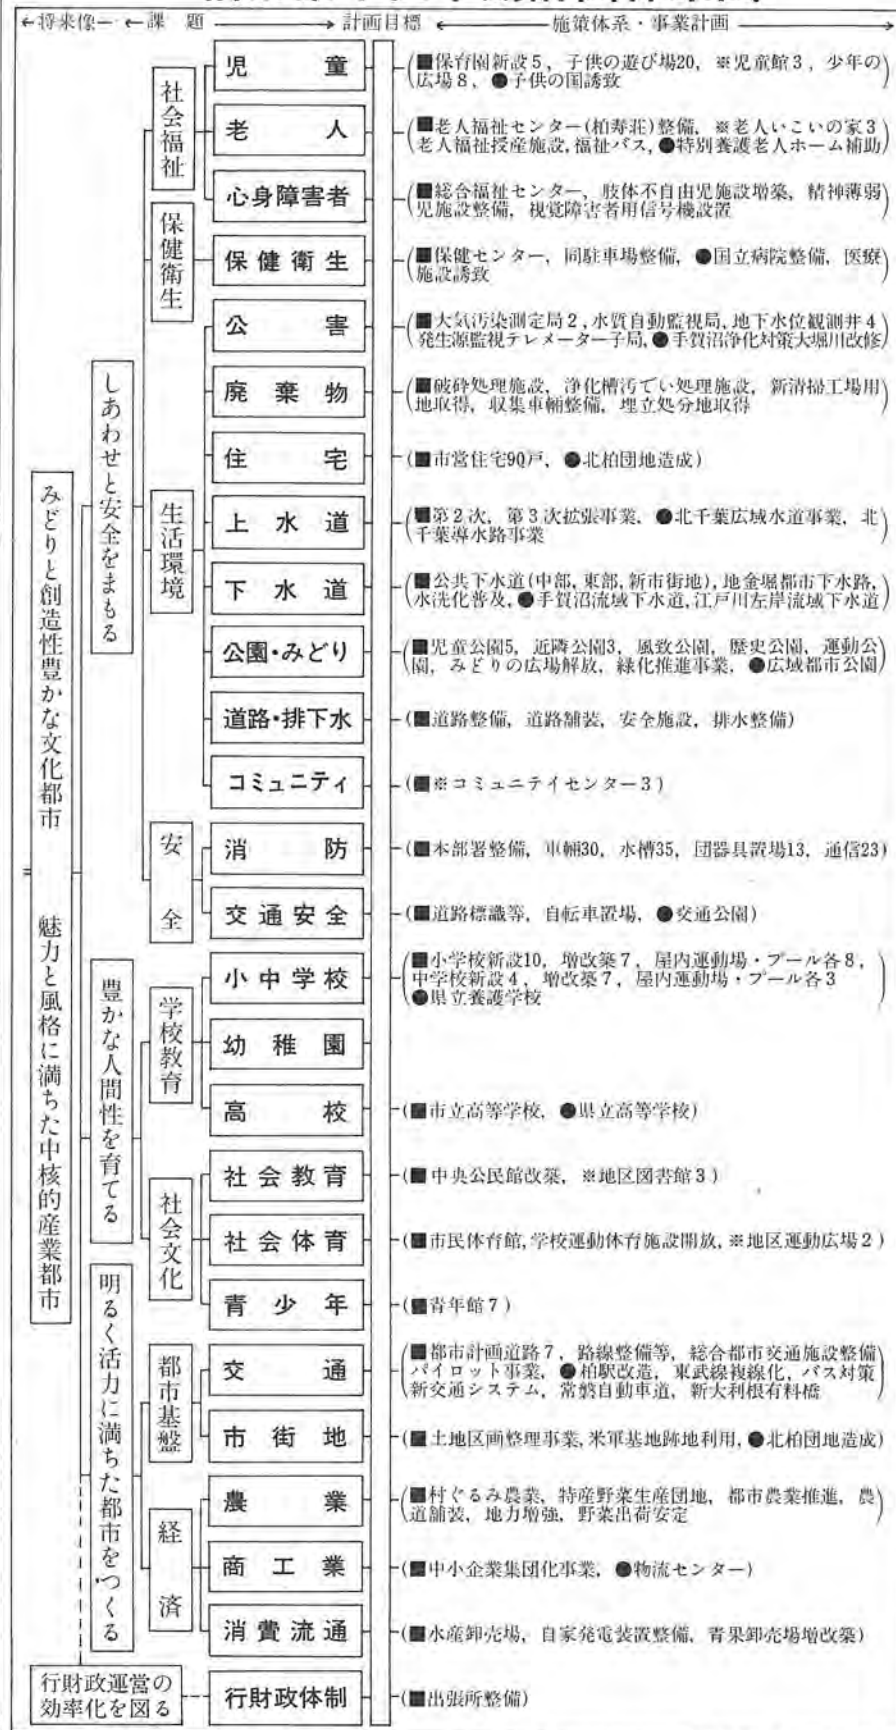 ←将来像─ ←課　題 ──→ 計画目標 ←── 施策体系・事業計画 ──→
みどりと創造性豊かな文化都市　魅力と風格に満ちた中核的産業都市
しあわせと安全をまもる
社会福祉
児童
(■保育園新設5，子供の遊び場20，※児童館3，少年の
広場8，●子供の国誘致)
老人
(■老人福祉センター(柏寿荘)整備，※老人いこいの家3
老人福祉授産施設，福祉バス，●特別養護老人ホーム補助)
心身障害者
(■総合福祉センター，肢体不自由児施設増築，精神薄弱
児施設整備，視覚障害者用信号機設置)
保健衛生
保健衛生
(■保健センター，同駐車場整備，●国立病院整備，医療
施設誘致)
生活環境
公害
(■大気汚染測定局2，水質自動監視局，地下水位観測井4
発生源監視テレメーター子局，●手賀沼浄化対策大堀川改修)
廃棄物
(■破砕処理施設，浄化槽汚でい処理施設，新清掃工場用
地取得，収集車輌整備，埋立処分地取得)
住宅
(■市営住宅90戸，●北柏団地造成)
上水道
(■第2次，第3次拡張事業，●北千葉広域水道事業，北
千葉導水路事業)
下水道
(■公共下水道(中部，東部，新市街地)，地金堀都市下水路，
水洗化普及，●手賀沼流域下水道，江戸川左岸流域下水道)
公園・みどり
(■児童公園5，近隣公園3，風致公園，歴史公園，運動公
園，みどりの広場解放，緑化推進事業，●広域都市公園)
道路・排下水
(■道路整備，道路舗装，安全施設，排水整備)
コミュニティ
(■※コミュニテイセンター3)
安全
消防
(■本部署整備，車輌30，水槽35，団器具置場13，通信23)
交通安全
(■道路標識等，自転車置場，●交通公園)
豊かな人間性を育てる
学校教育
小中学校
(■小学校新設10，増改築7，屋内運動場・プール各8，
中学校新設4，増改築7，屋内運動場・プール各3
●県立養護学校)
幼稚園
高校
(■市立高等学校，●県立高等学校)
社会文化
社会教育
(■中央公民館改築，※地区図書館3)
社会体育
(■市民体育館，学校運動体育施設開放，※地区運動広場2)
青少年
(■青年館7)
明るく活力に満ちた都市をつくる
都市基盤
交通
(■都市計画道路7，路線整備等，総合都市交通施設整備
パイロット事業，●柏駅改造，東武線複線化，バス対策
新交通システム，常磐自動車道，新大利根有料橋)
市街地
(■土地区画整理事業，米軍基地跡地利用，●北柏団地造成)
経済
農業
(■村ぐるみ農業，特産野菜生産団地，都市農業推進，農
道舗装，地力増強，野菜出荷安定)
商工業
(■中小企業集団化事業，●物流センター)
消費流通
(■水産卸売場，自家発電装置整備，青果卸売場増改築)
行財政運営の
効率化を図る
行財政体制
(■出張所整備)